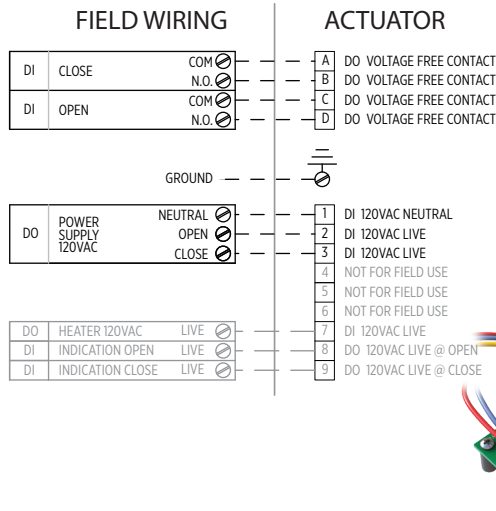 FIELD WIRING
ACTUATOR
DI CLOSE COM A DO VOLTAGE FREE CONTACT
N.O. B DO VOLTAGE FREE CONTACT
DI OPEN COM C DO VOLTAGE FREE CONTACT
N.O. D DO VOLTAGE FREE CONTACT
GROUND
DO POWER SUPPLY 120VAC NEUTRAL 1 DI 120VAC NEUTRAL
OPEN 2 DI 120VAC LIVE
CLOSE 3 DI 120VAC LIVE
4 NOT FOR FIELD USE
5 NOT FOR FIELD USE
6 NOT FOR FIELD USE
DO HEATER 120VAC LIVE 7 DI 120VAC LIVE
DI INDICATION OPEN LIVE 8 DO 120VAC LIVE @ OPEN
DI INDICATION CLOSE LIVE 9 DO 120VAC LIVE @ CLOSE